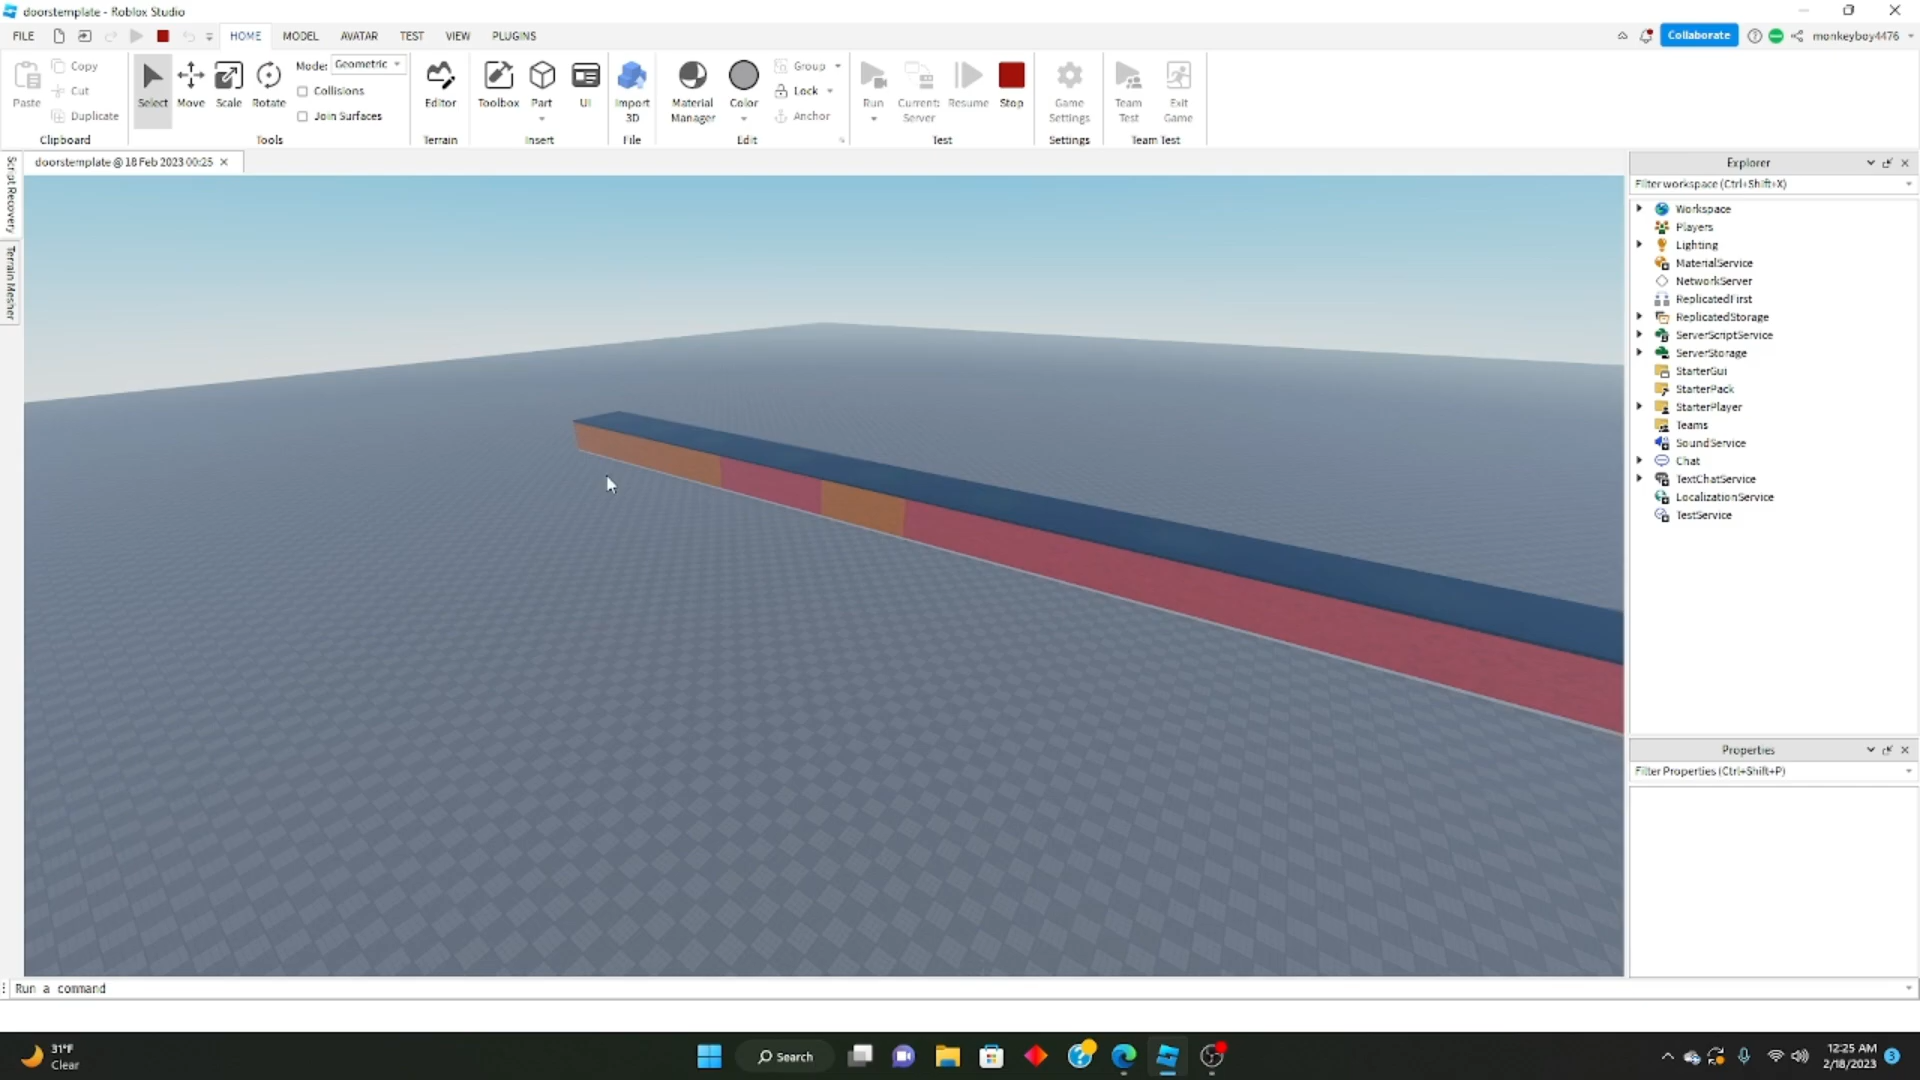 doorstemplate - Roblox Studio
FILE HOME MODEL AVATAR TEST VIEW PLUGINS Collaborate monkeyboy4476
Paste Copy Cut Duplicate Clipboard
Select Move Scale Rotate Mode: Geometric Collisions Join Surfaces Tools
Editor Terrain
Toolbox Part UI Insert
Import 3D File
Material Manager Color Group Lock Anchor Edit
Run Current: Server Resume Stop Test
Game Settings Settings
Team Test Exit Game Team Test
doorstemplate @ 18 Feb 2023 00:25
Script Recovery
Terrain Mesher
Explorer
Filter workspace (Ctrl+Shift+X)
Workspace
Players
Lighting
MaterialService
NetworkServer
ReplicatedFirst
ReplicatedStorage
ServerScriptService
ServerStorage
StarterGui
StarterPack
StarterPlayer
Teams
SoundService
Chat
TextChatService
LocalizationService
TestService
Properties
Filter Properties (Ctrl+Shift+P)
Run a command
31°F
Clear
Search
12:25 AM
2/18/2023
3